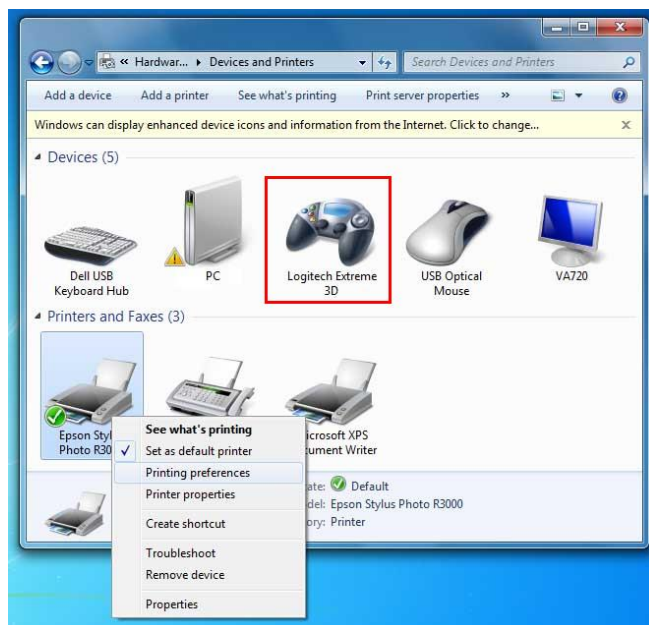 « Hardwar... ▸ Devices and Printers
Search Devices and Printers
Add a device Add a printer See what's printing Print server properties »
Windows can display enhanced device icons and information from the Internet. Click to change...
Devices (5)
Dell USB
Keyboard Hub
PC
Logitech Extreme
3D
USB Optical
Mouse
VA720
Printers and Faxes (3)
Epson Styl
Photo R30
icrosoft XPS
cument Writer
See what's printing
Set as default printer
Printing preferences
Printer properties
Create shortcut
Troubleshoot
Remove device
Properties
ate: Default
del: Epson Stylus Photo R3000
ory: Printer